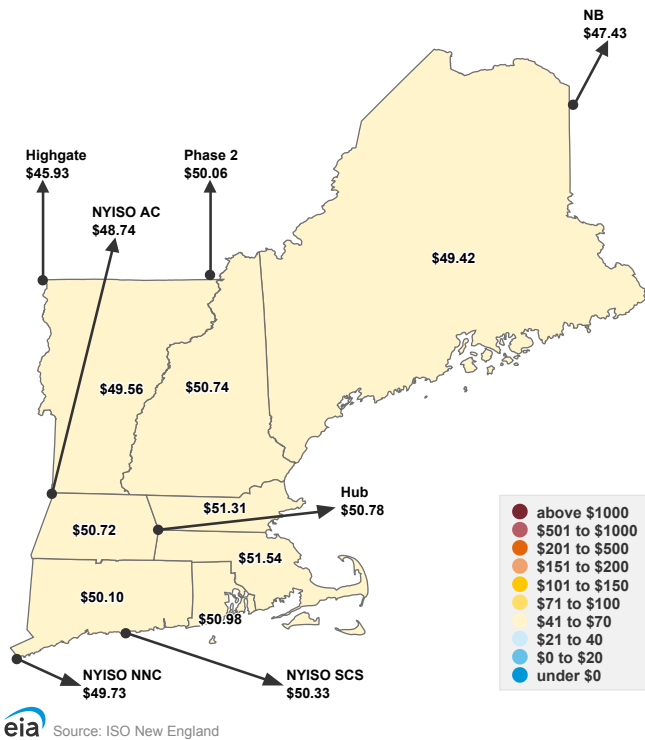 NB
$47.43
Highgate
$45.93
Phase 2
$50.06
NYISO AC
$48.74
$49.42
$49.56
$50.74
Hub
$50.78
$51.31
$50.72
$51.54
$50.10
$50.98
NYISO NNC
$49.73
NYISO SCS
$50.33
above $1000
$501 to $1000
$201 to $500
$151 to $200
$101 to $150
$71 to $100
$41 to $70
$21 to 40
$0 to $20
under $0
eia Source: ISO New England